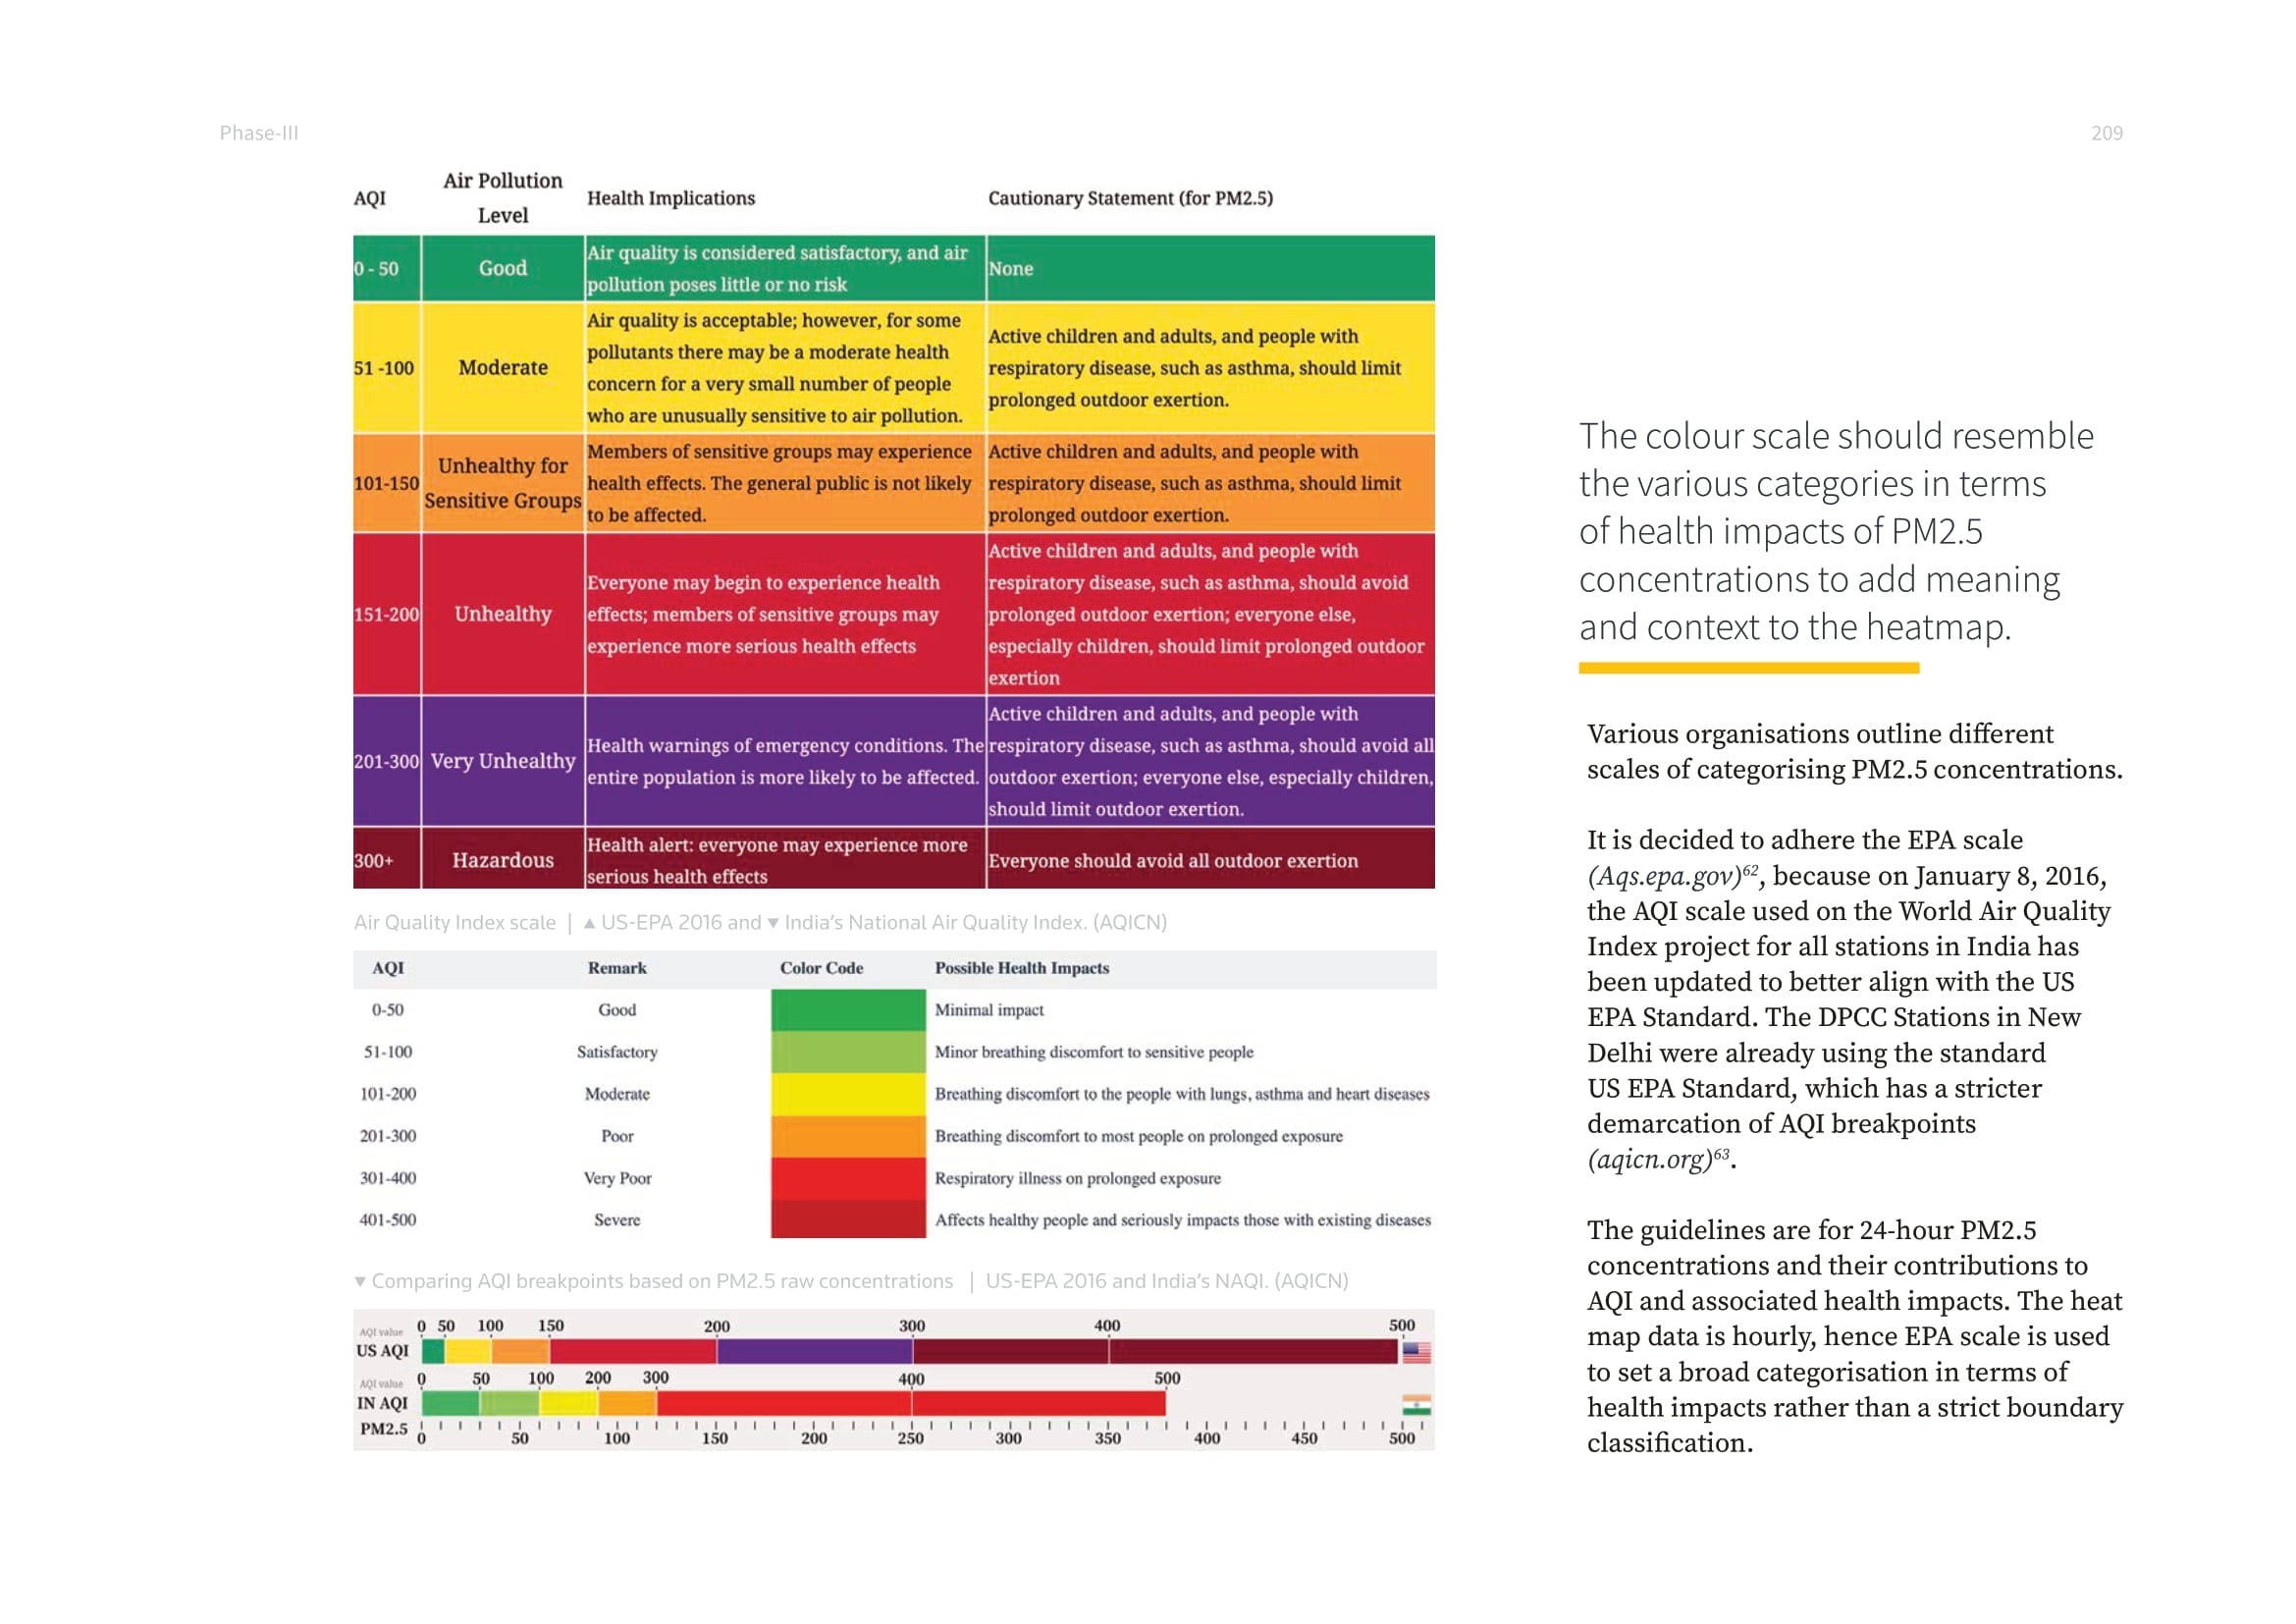 Phase-III
209
AQI
Air Pollution
Level
Health Implications
Cautionary Statement (for PM2.5)
0 - 50
Good
Air quality is considered satisfactory, and air
pollution poses little or no risk
None
51 -100
Moderate
Air quality is acceptable; however, for some
pollutants there may be a moderate health
concern for a very small number of people
who are unusually sensitive to air pollution.
Active children and adults, and people with
respiratory disease, such as asthma, should limit
prolonged outdoor exertion.
101-150
Unhealthy for
Sensitive Groups
Members of sensitive groups may experience
health effects. The general public is not likely
to be affected.
Active children and adults, and people with
respiratory disease, such as asthma, should limit
prolonged outdoor exertion.
151-200
Unhealthy
Everyone may begin to experience health
effects; members of sensitive groups may
experience more serious health effects
Active children and adults, and people with
respiratory disease, such as asthma, should avoid
prolonged outdoor exertion; everyone else,
especially children, should limit prolonged outdoor
exertion
201-300
Very Unhealthy
Health warnings of emergency conditions. The
entire population is more likely to be affected.
Active children and adults, and people with
respiratory disease, such as asthma, should avoid all
outdoor exertion; everyone else, especially children,
should limit outdoor exertion.
300+
Hazardous
Health alert: everyone may experience more
serious health effects
Everyone should avoid all outdoor exertion
Air Quality Index scale | ▲ US-EPA 2016 and ▼ India's National Air Quality Index. (AQICN)
AQI Remark Color Code Possible Health Impacts
0-50 Good Minimal impact
51-100 Satisfactory Minor breathing discomfort to sensitive people
101-200 Moderate Breathing discomfort to the people with lungs, asthma and heart diseases
201-300 Poor Breathing discomfort to most people on prolonged exposure
301-400 Very Poor Respiratory illness on prolonged exposure
401-500 Severe Affects healthy people and seriously impacts those with existing diseases
▼ Comparing AQI breakpoints based on PM2.5 raw concentrations | US-EPA 2016 and India's NAQI. (AQICN)
AQI value 0 50 100 150 200 300 400 500
US AQI
AQI value 0 50 100 200 300 400 500
IN AQI
PM2.5 0 50 100 150 200 250 300 350 400 450 500
The colour scale should resemble
the various categories in terms
of health impacts of PM2.5
concentrations to add meaning
and context to the heatmap.
Various organisations outline different
scales of categorising PM2.5 concentrations.
It is decided to adhere the EPA scale
(Aqs.epa.gov)62, because on January 8, 2016,
the AQI scale used on the World Air Quality
Index project for all stations in India has
been updated to better align with the US
EPA Standard. The DPCC Stations in New
Delhi were already using the standard
US EPA Standard, which has a stricter
demarcation of AQI breakpoints
(aqicn.org)63.
The guidelines are for 24-hour PM2.5
concentrations and their contributions to
AQI and associated health impacts. The heat
map data is hourly, hence EPA scale is used
to set a broad categorisation in terms of
health impacts rather than a strict boundary
classification.